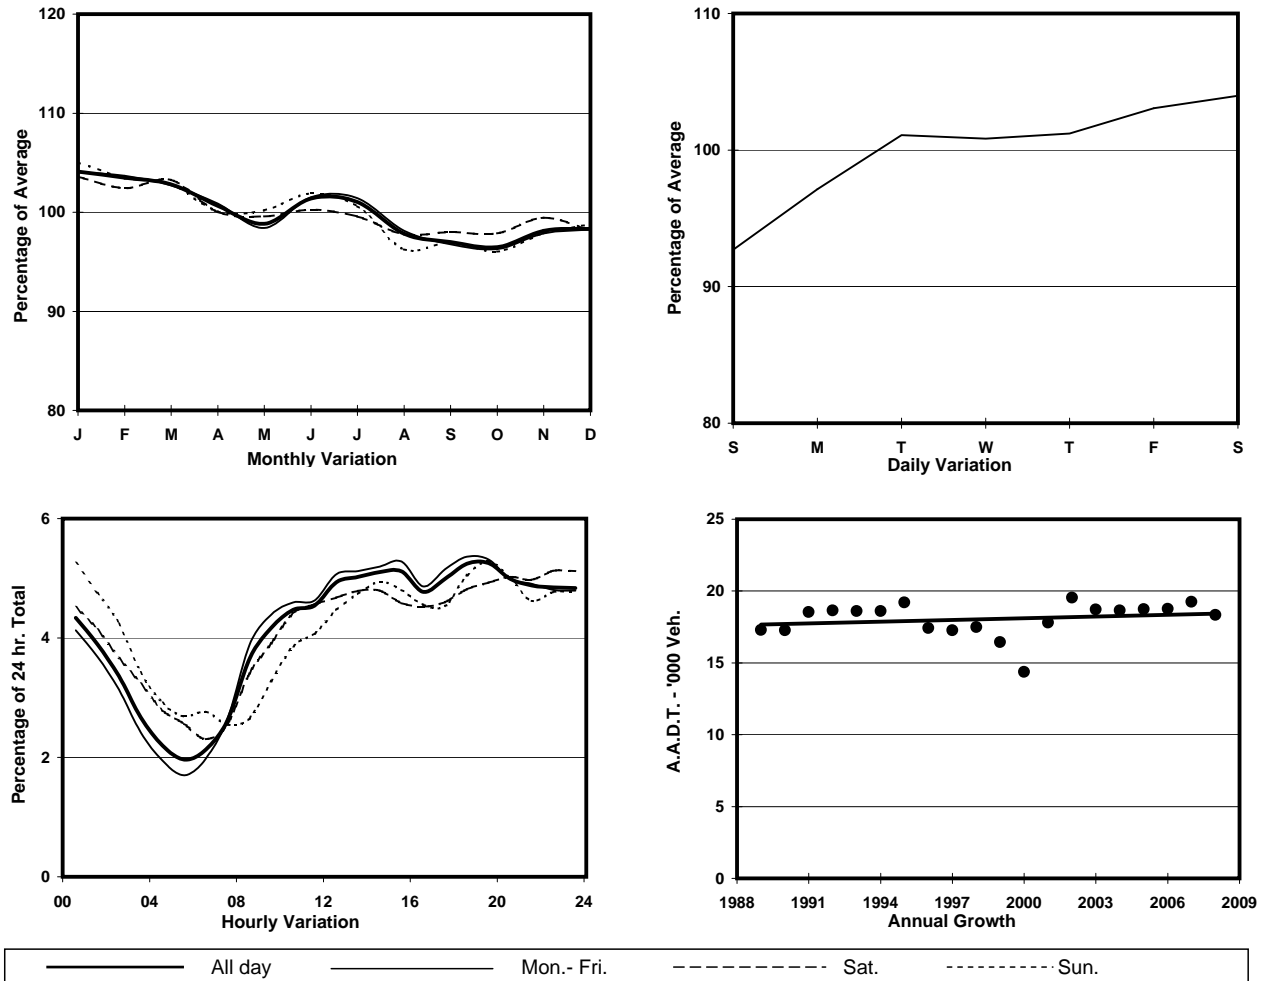 120
110
100
90
80
Percentage of Average
J F M A M J J A S O N D
Monthly Variation
110
100
90
80
Percentage of Average
S M T W T F S
Daily Variation
6
4
2
0
Percentage of 24 hr. Total
00 04 08 12 16 20 24
Hourly Variation
25
20
15
10
5
0
A.A.D.T. - '000 Veh.
1988 1991 1994 1997 2000 2003 2006 2009
Annual Growth
All day Mon.- Fri. Sat. Sun.